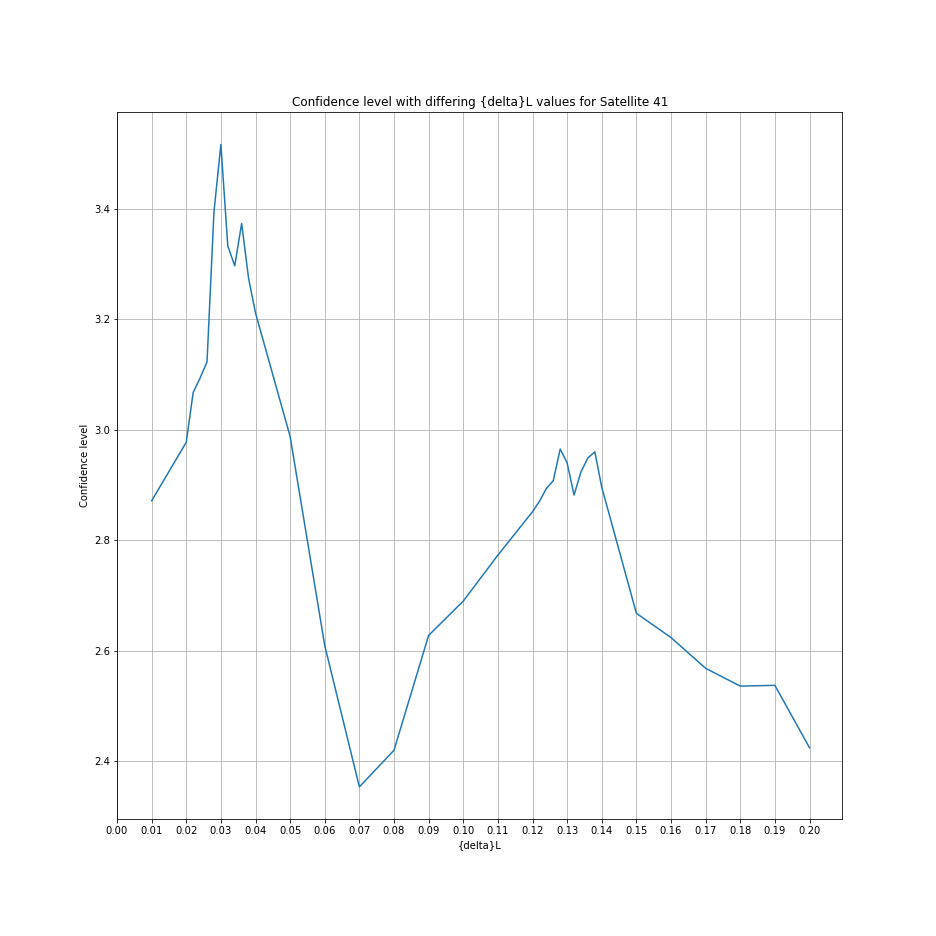 Confidence level with differing {delta}L values for Satellite 41
Confidence level
3.4
3.2
3.0
2.8
2.6
2.4
0.00 0.01 0.02 0.03 0.04 0.05 0.06 0.07 0.08 0.09 0.10 0.11 0.12 0.13 0.14 0.15 0.16 0.17 0.18 0.19 0.20
{delta}L